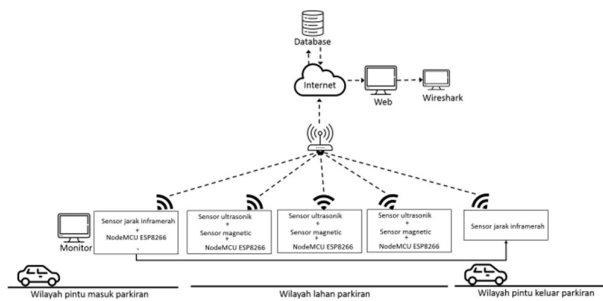 Database
Internet
Web
Wireshark
Monitor
Sensor jarak inframerah
+
NodeMCU ESP8266
Sensor ultrasonik
+
Sensor magnetic
+
NodeMCU ESP8266
Sensor ultrasonik
+
Sensor magnetic
+
NodeMCU ESP8266
Sensor ultrasonik
+
Sensor magnetic
+
NodeMCU ESP8266
Sensor jarak inframerah
Wilayah pintu masuk parkiran
Wilayah lahan parkiran
Wilayah pintu keluar parkiran